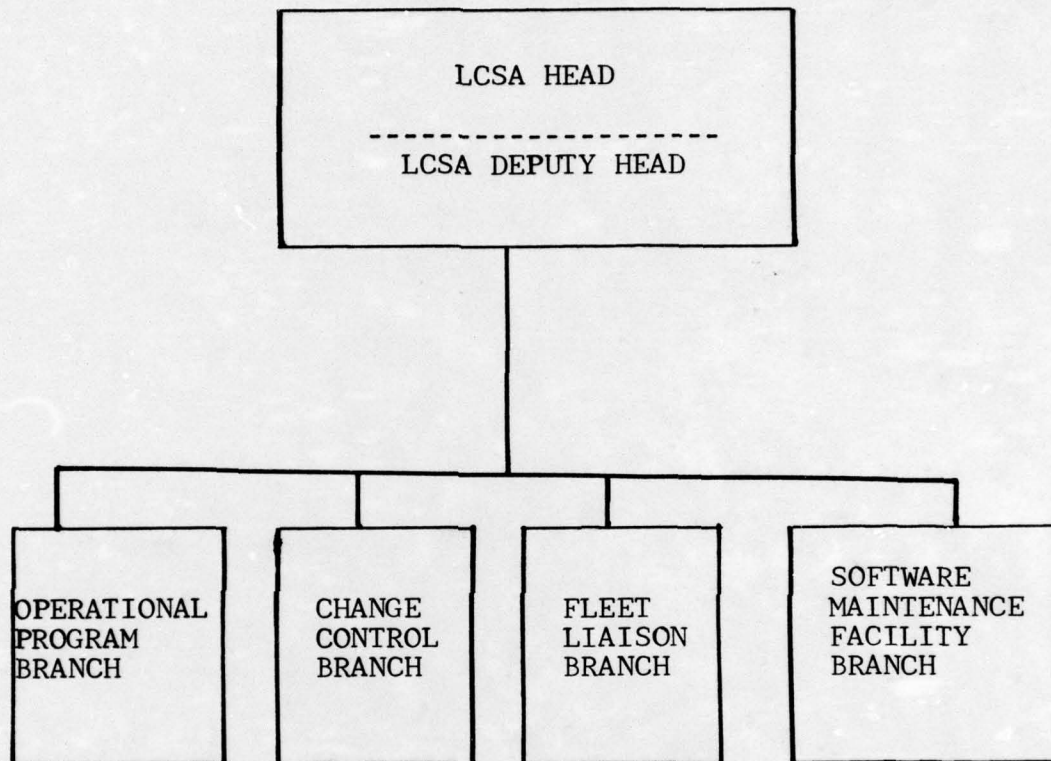 LCSA HEAD
LCSA DEPUTY HEAD
OPERATIONAL
PROGRAM
BRANCH
CHANGE
CONTROL
BRANCH
FLEET
LIAISON
BRANCH
SOFTWARE
MAINTENANCE
FACILITY
BRANCH